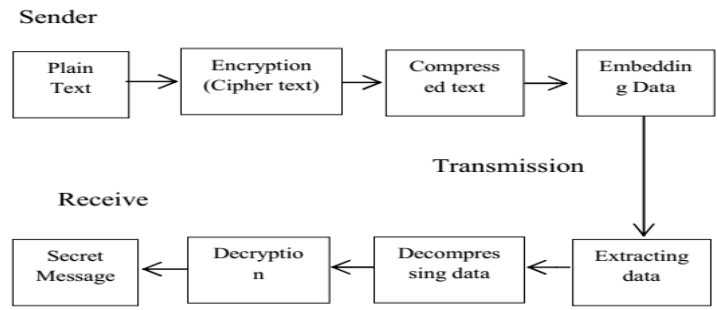 Sender
Plain
Text
Encryption
(Cipher text)
Compress
ed text
Embeddin
g Data
Transmission
Receive
Secret
Message
Decryptio
n
Decompres
sing data
Extracting
data